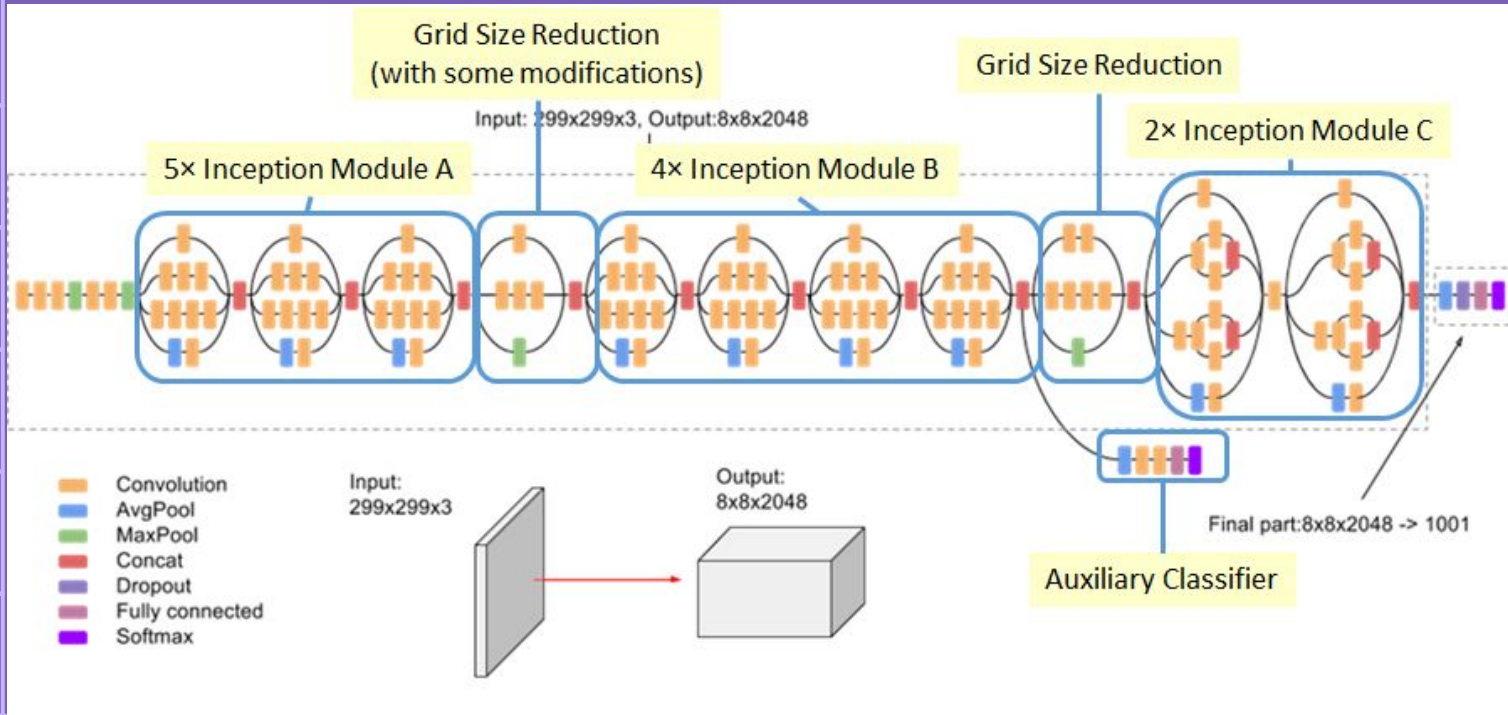 Grid Size Reduction
(with some modifications)
Grid Size Reduction
Input: 299x299x3, Output:8x8x2048
2× Inception Module C
5× Inception Module A
4× Inception Module B
Convolution
AvgPool
MaxPool
Concat
Dropout
Fully connected
Softmax
Input:
299x299x3
Output:
8x8x2048
Final part:8x8x2048 -> 1001
Auxiliary Classifier